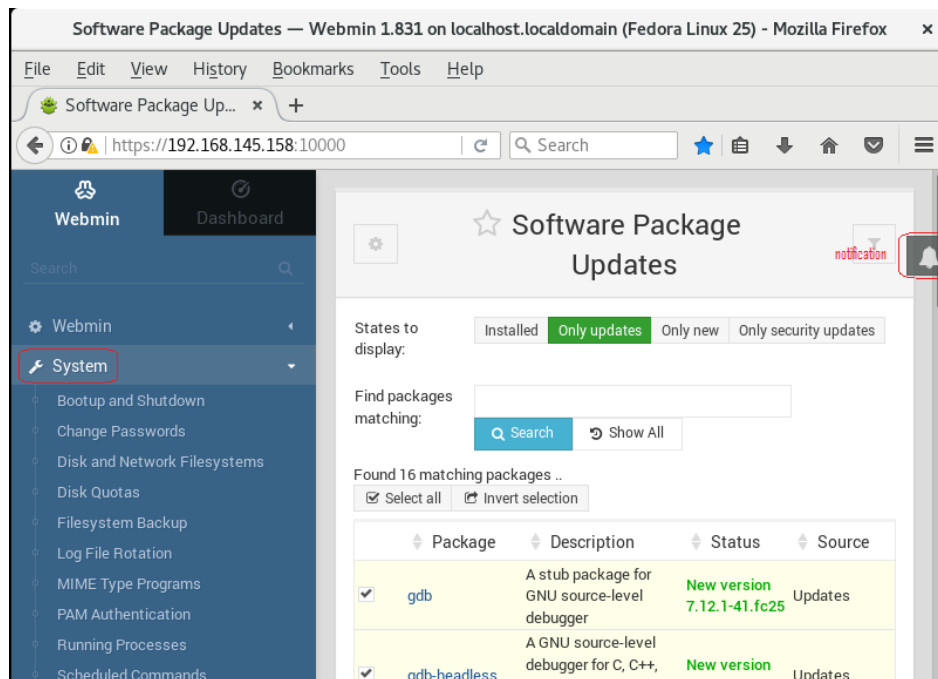 Software Package Updates — Webmin 1.831 on localhost.localdomain (Fedora Linux 25) - Mozilla Firefox
File Edit View History Bookmarks Tools Help
Software Package Up...
https://192.168.145.158:10000
Search
Webmin
Dashboard
Search
Webmin
System
Bootup and Shutdown
Change Passwords
Disk and Network Filesystems
Disk Quotas
Filesystem Backup
Log File Rotation
MIME Type Programs
PAM Authentication
Running Processes
Scheduled Commands
Software Package
Updates
notification
States to
display:
Installed Only updates Only new Only security updates
Find packages
matching:
Search Show All
Found 16 matching packages ..
Select all Invert selection
Package Description Status Source
gdb
A stub package for
GNU source-level
debugger
New version
7.12.1-41.fc25
Updates
gdb-headless
A GNU source-level
debugger for C, C++,
New version
Updates